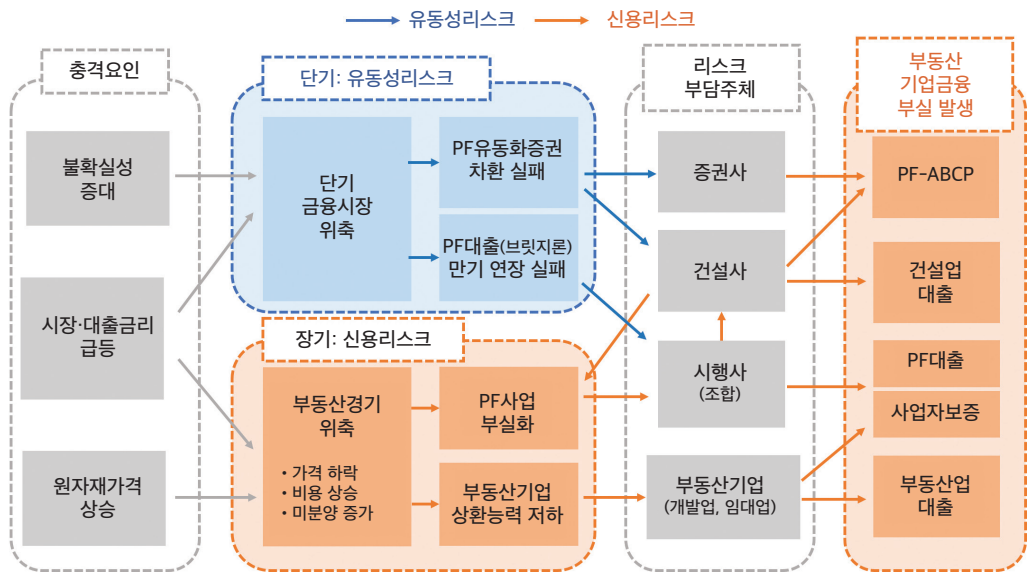 유동성리스크
신용리스크
충격요인
불확실성
증대
시장·대출금리
급등
원자재가격
상승
단기: 유동성리스크
단기
금융시장
위축
PF유동화증권
차환 실패
PF대출(브릿지론)
만기 연장 실패
장기: 신용리스크
부동산경기
위축
• 가격 하락
• 비용 상승
• 미분양 증가
PF사업
부실화
부동산기업
상환능력 저하
리스크
부담주체
증권사
건설사
시행사
(조합)
부동산기업
(개발업, 임대업)
부동산
기업금융
부실 발생
PF-ABCP
건설업
대출
PF대출
사업자보증
부동산업
대출